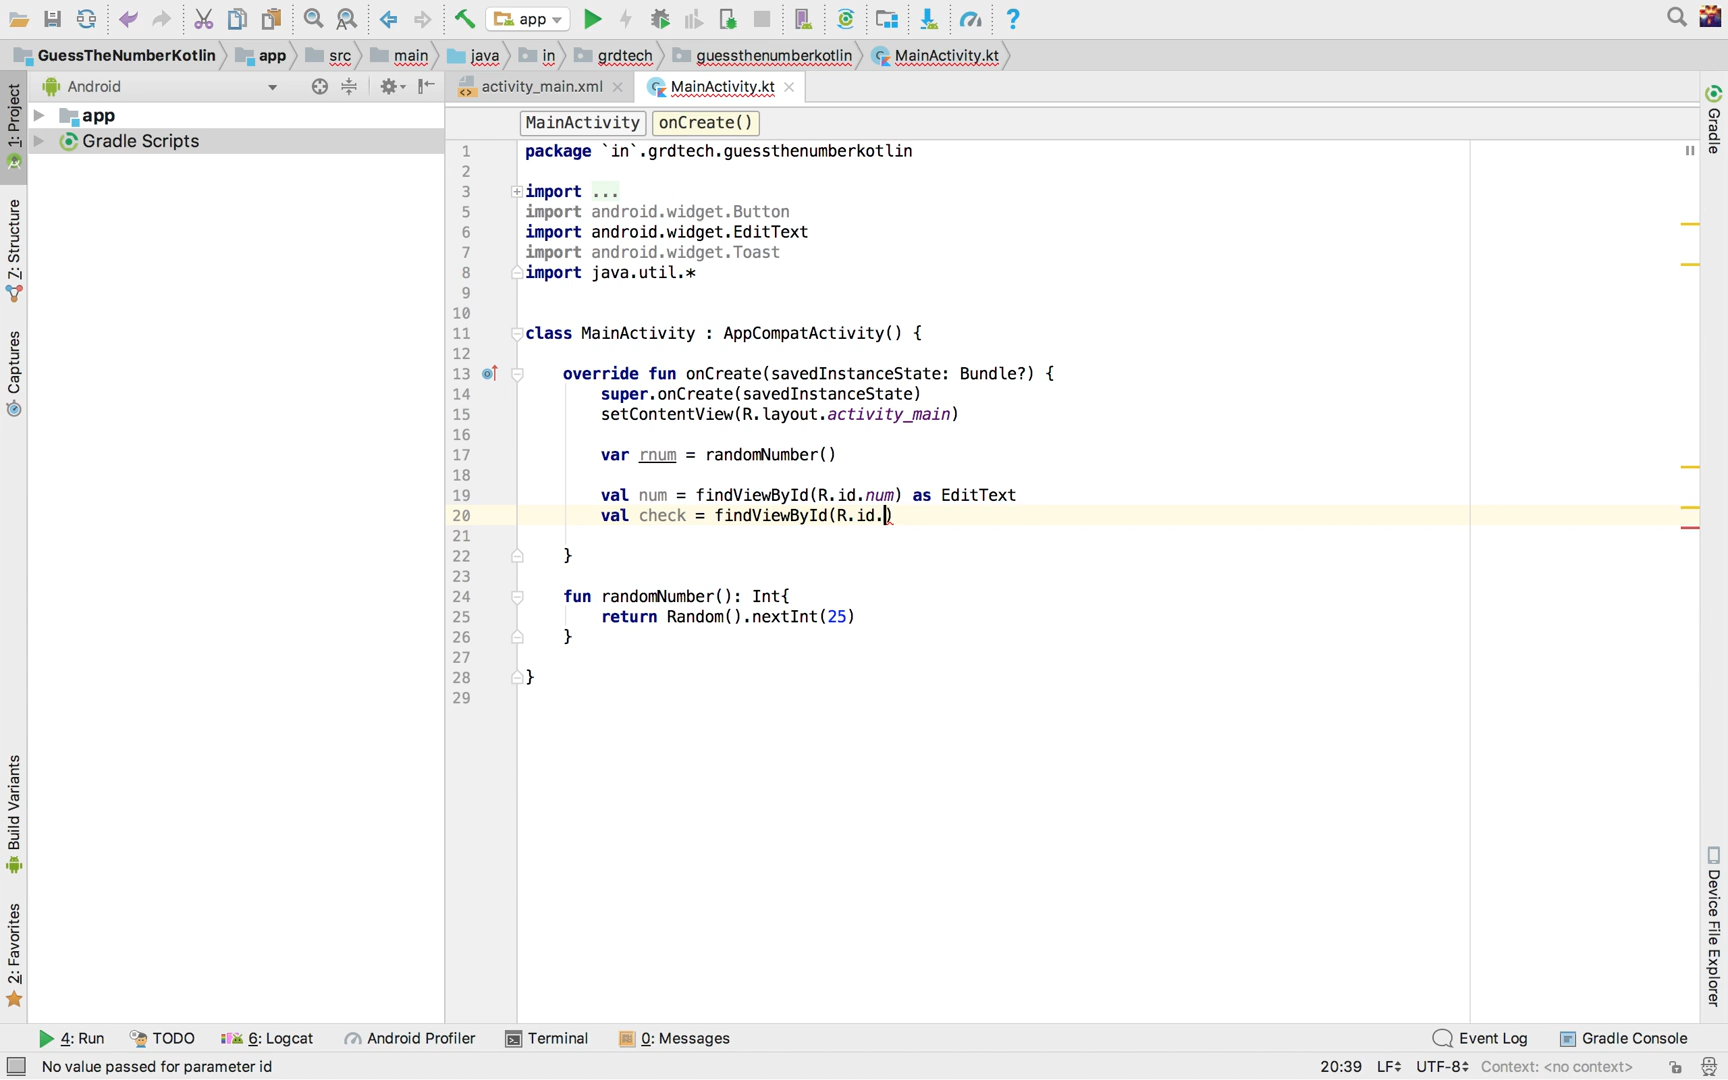 app
GuessTheNumberKotlin app src main java in grdtech guessthenumberkotlin MainActivity.kt
Android
activity_main.xml
MainActivity.kt
app
Gradle Scripts
1: Project
Z: Structure
Captures
Build Variants
2: Favorites
MainActivity
onCreate()
1 package `in`.grdtech.guessthenumberkotlin
2
3 import ...
5 import android.widget.Button
6 import android.widget.EditText
7 import android.widget.Toast
8 import java.util.*
9
10
11 class MainActivity : AppCompatActivity() {
12
13 override fun onCreate(savedInstanceState: Bundle?) {
14 super.onCreate(savedInstanceState)
15 setContentView(R.layout.activity_main)
16
17 var rnum = randomNumber()
18
19 val num = findViewById(R.id.num) as EditText
20 val check = findViewById(R.id.)
21
22 }
23
24 fun randomNumber(): Int{
25 return Random().nextInt(25)
26 }
27
28 }
29
Gradle
Device File Explorer
4: Run TODO 6: Logcat Android Profiler Terminal 0: Messages Event Log Gradle Console
No value passed for parameter id 20:39 LF UTF-8 Context: <no context>